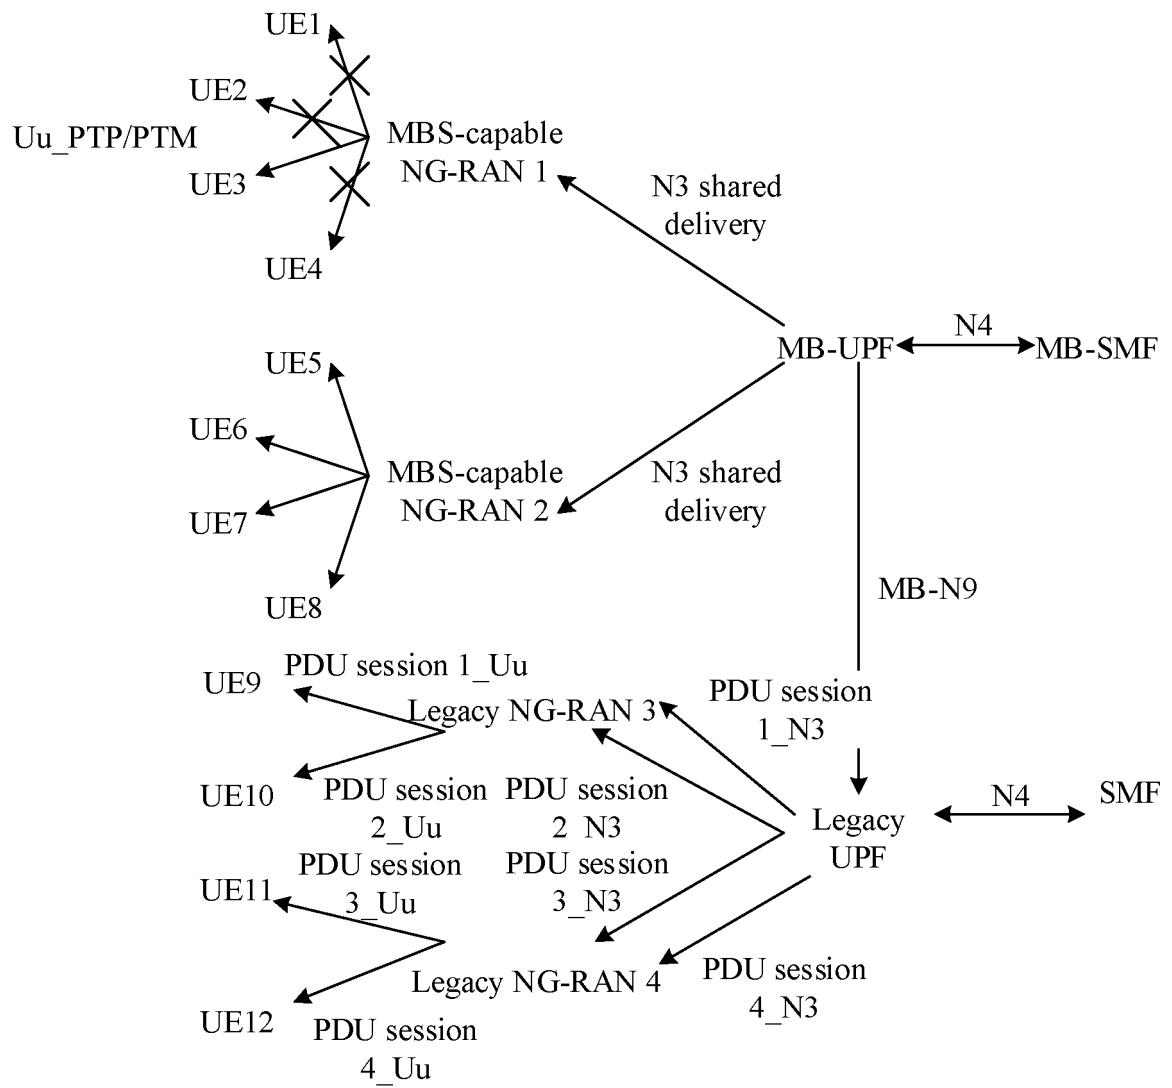 UE1
UE2
Uu_PTP/PTM
UE3
UE4
MBS-capable
NG-RAN 1
N3 shared
delivery
MB-UPF
N4
MB-SMF
UE5
UE6
UE7
UE8
MBS-capable
NG-RAN 2
N3 shared
delivery
MB-N9
UE9
PDU session 1_Uu
Legacy NG-RAN 3
PDU session
1_N3
UE10
PDU session
2_Uu
PDU session
2_N3
Legacy
UPF
N4
SMF
UE11
PDU session
3_Uu
PDU session
3_N3
Legacy NG-RAN 4
PDU session
4_N3
UE12
PDU session
4_Uu